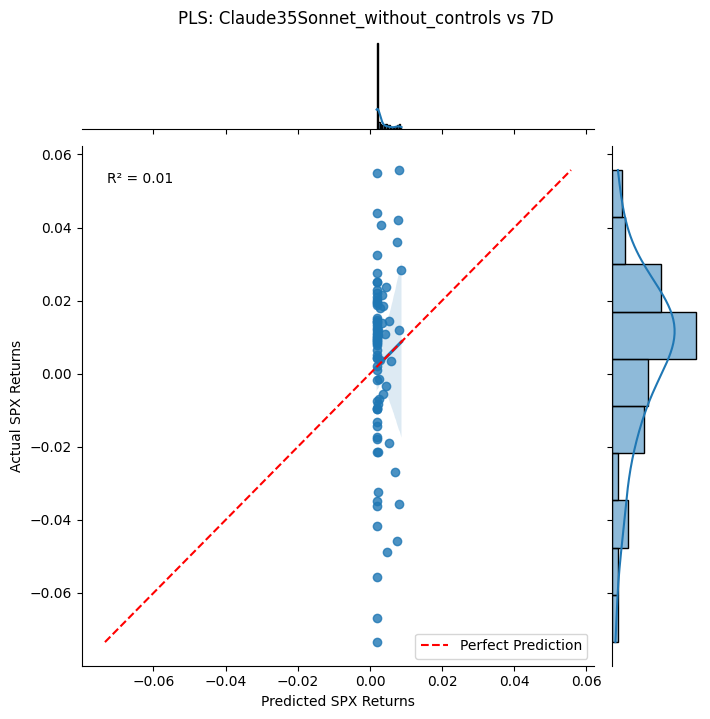 PLS: Claude35Sonnet_without_controls vs 7D
R² = 0.01
Actual SPX Returns
0.06
0.04
0.02
0.00
−0.02
−0.04
−0.06
−0.06
−0.04
−0.02
0.00
0.02
0.04
0.06
Predicted SPX Returns
Perfect Prediction